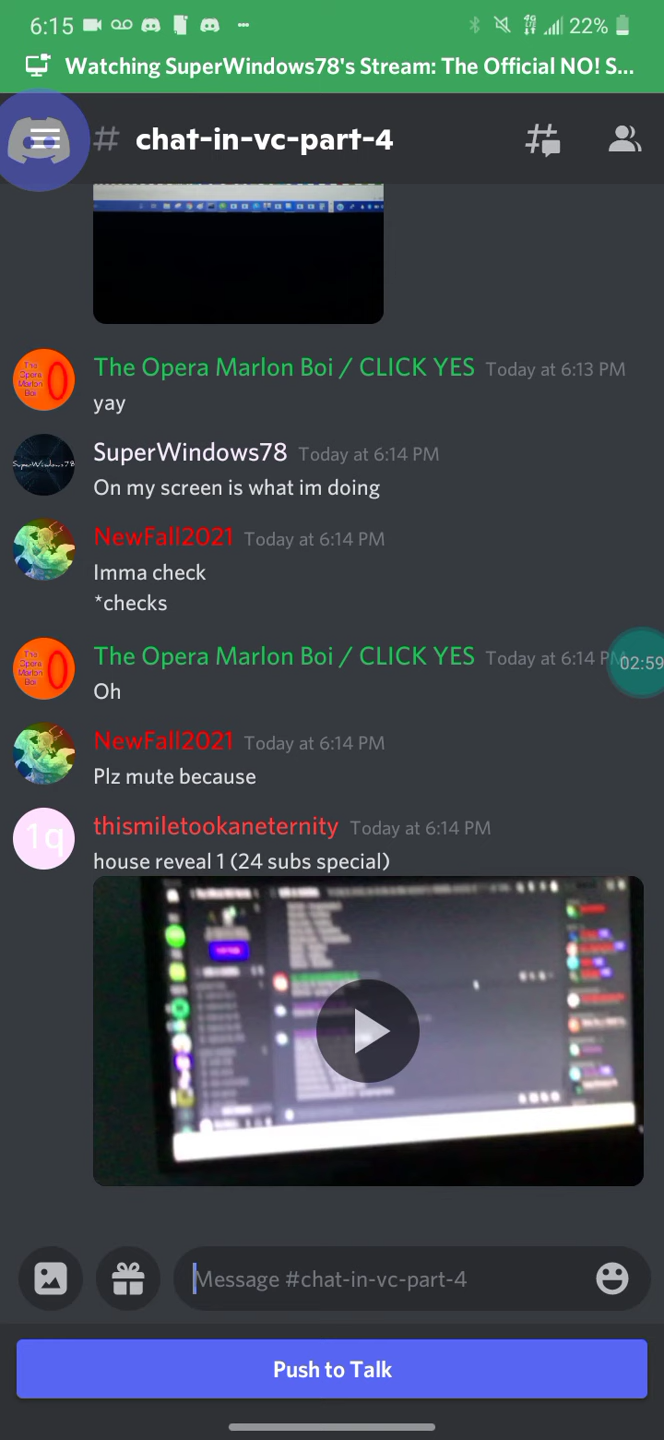 6:15 4G 22%
Watching SuperWindows78's Stream: The Official NO! S...
# chat-in-vc-part-4
The Opera Marlon Boi / CLICK YES Today at 6:13 PM
yay
SuperWindows78 Today at 6:14 PM
On my screen is what im doing
NewFall2021 Today at 6:14 PM
Imma check
*checks
The Opera Marlon Boi / CLICK YES Today at 6:14 PM
02:59
Oh
NewFall2021 Today at 6:14 PM
Plz mute because
1q
thismiletookaneternity Today at 6:14 PM
house reveal 1 (24 subs special)
Message #chat-in-vc-part-4
Push to Talk